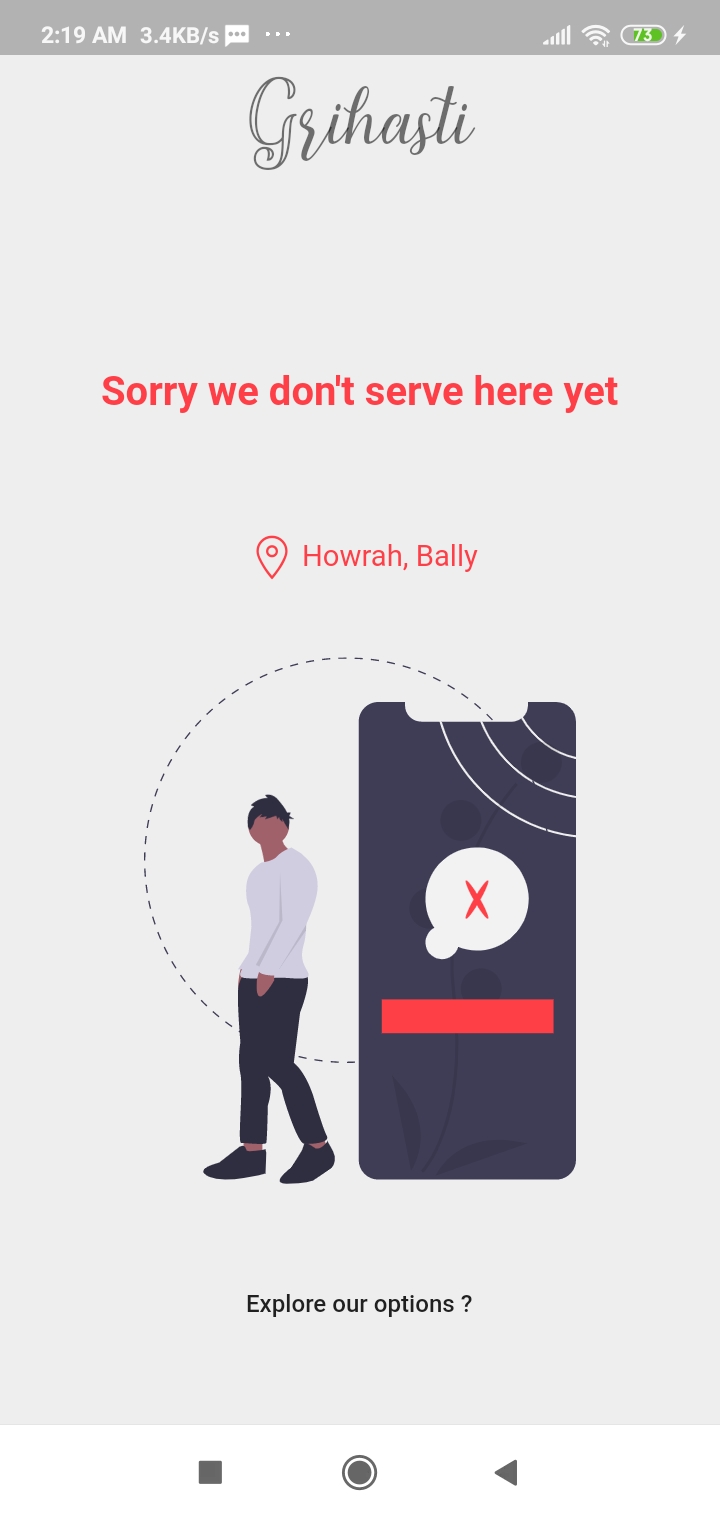 2:19 AM 3.4KB/s ...
73
Grihasti
Sorry we don't serve here yet
Howrah, Bally
X
Explore our options ?